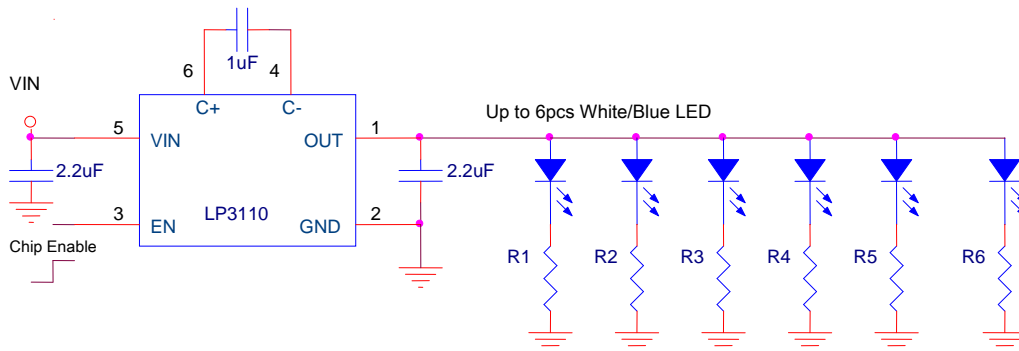 1uF
6
4
VIN
C+
C-
Up to 6pcs White/Blue LED
5
VIN
OUT
1
2.2uF
2.2uF
3
EN
LP3110
GND
2
Chip Enable
R1
R2
R3
R4
R5
R6